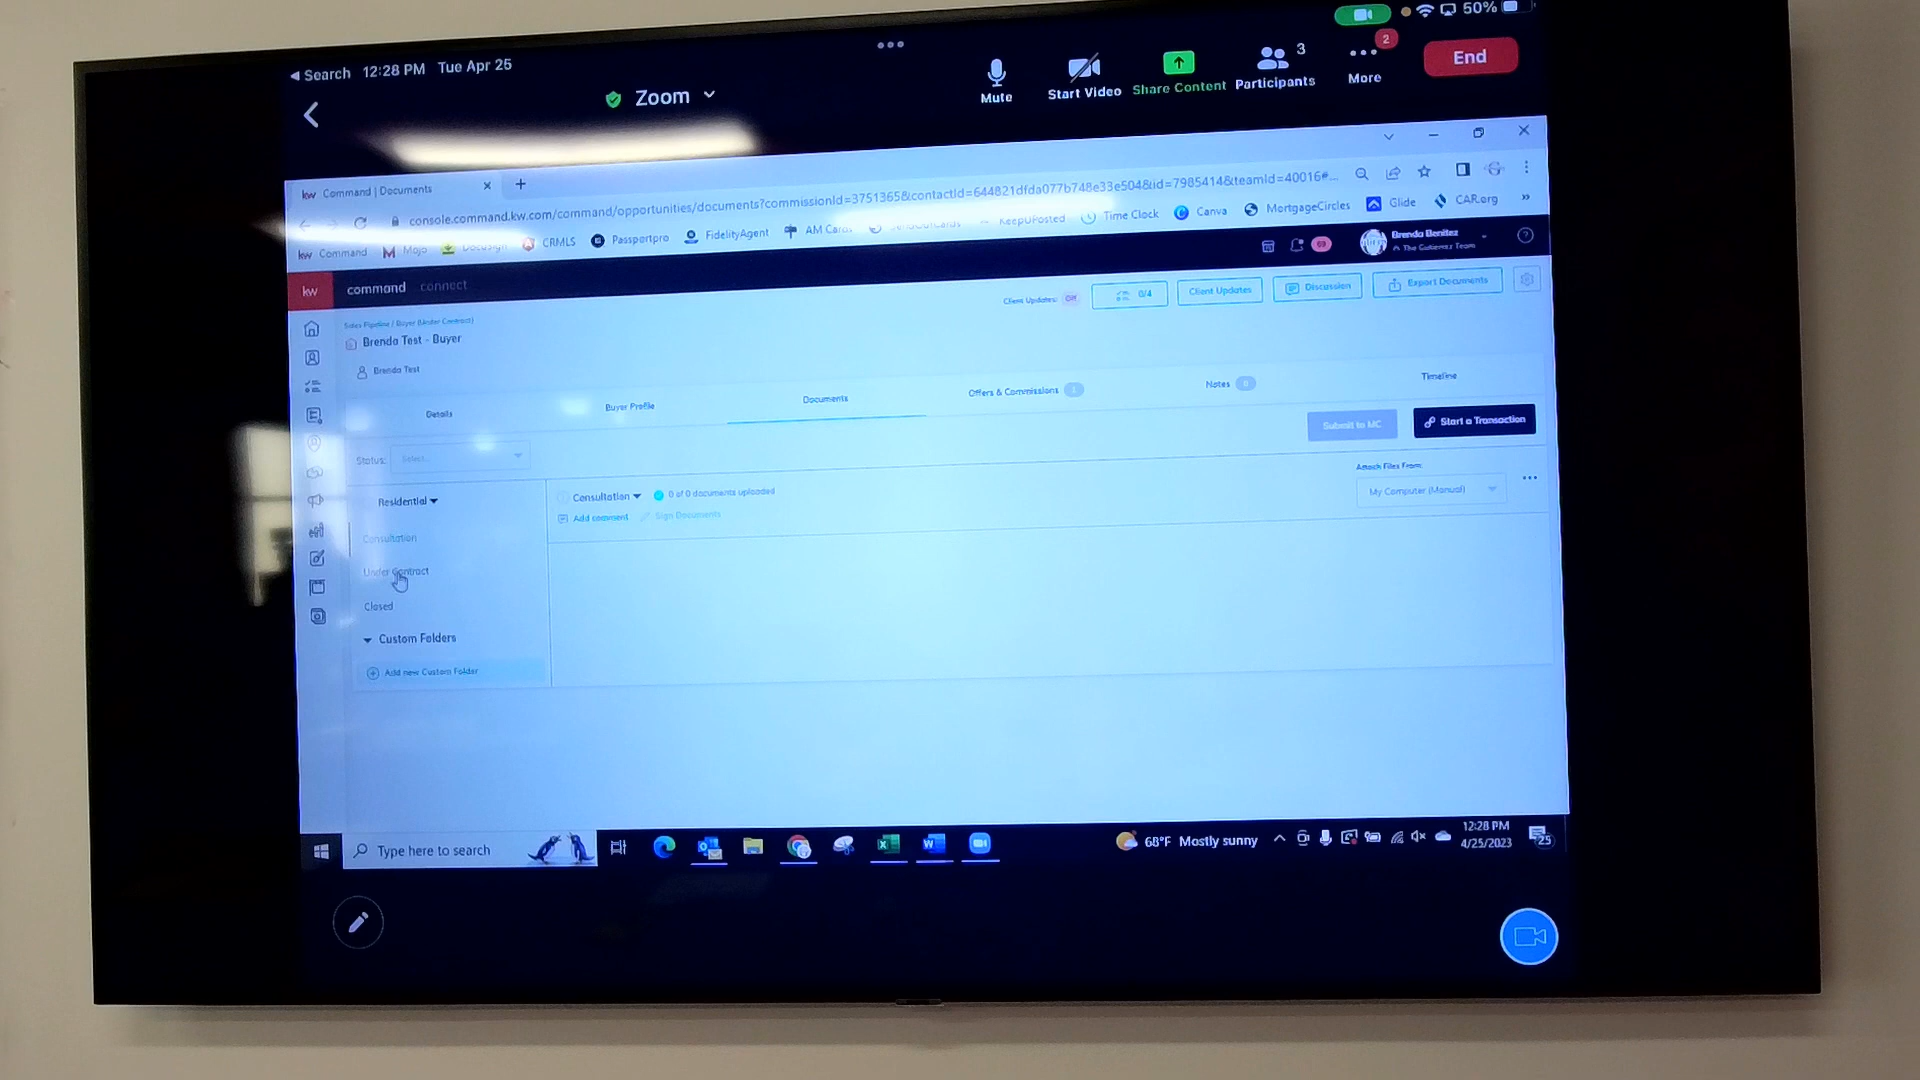 Search 12:28 PM Tue Apr 25
50%
Zoom
Mute
Start Video
Share Content
Participants 3
More 2
End
kw Command | Documents
console.command.kw.com/command/opportunities/documents?commissionId=3751365&contactId=644821dfda077b748e33e504&id=7985414&teamId=40016#...
kw Command
Mojo
Docusign
CRMLS
Passportpro
FidelityAgent
AM Cards
KeepUPosted
Time Clock
Canva
MortgageCircles
Glide
CAR.org
»
kw command connect
69
Brenda Benitez
The Gutierrez Team
Sales Pipeline / Buyer (Under Contract)
Client Updates: Off
0/4
Client Updates
Discussion
Export Documents
Brenda Test - Buyer
Brenda Test
Details
Buyer Profile
Documents
Offers & Commissions 1
Notes 0
Timeline
Status: Select...
Submit to MC
Start a Transaction
Residential
Consultation
0 of 0 documents uploaded
Attach Files From:
My Computer (Manual)
Add comment
Sign Documents
Consultation
Under Contract
Closed
Custom Folders
Add new Custom Folder
Type here to search
68°F Mostly sunny
12:28 PM
4/25/2023
25